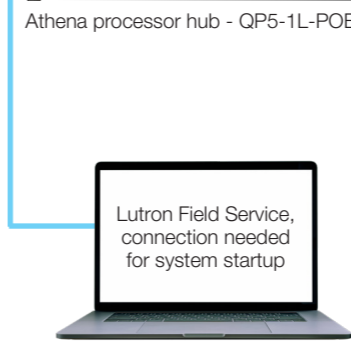 Athena processor hub - QP5-1L-POE
Lutron Field Service,
connection needed
for system startup